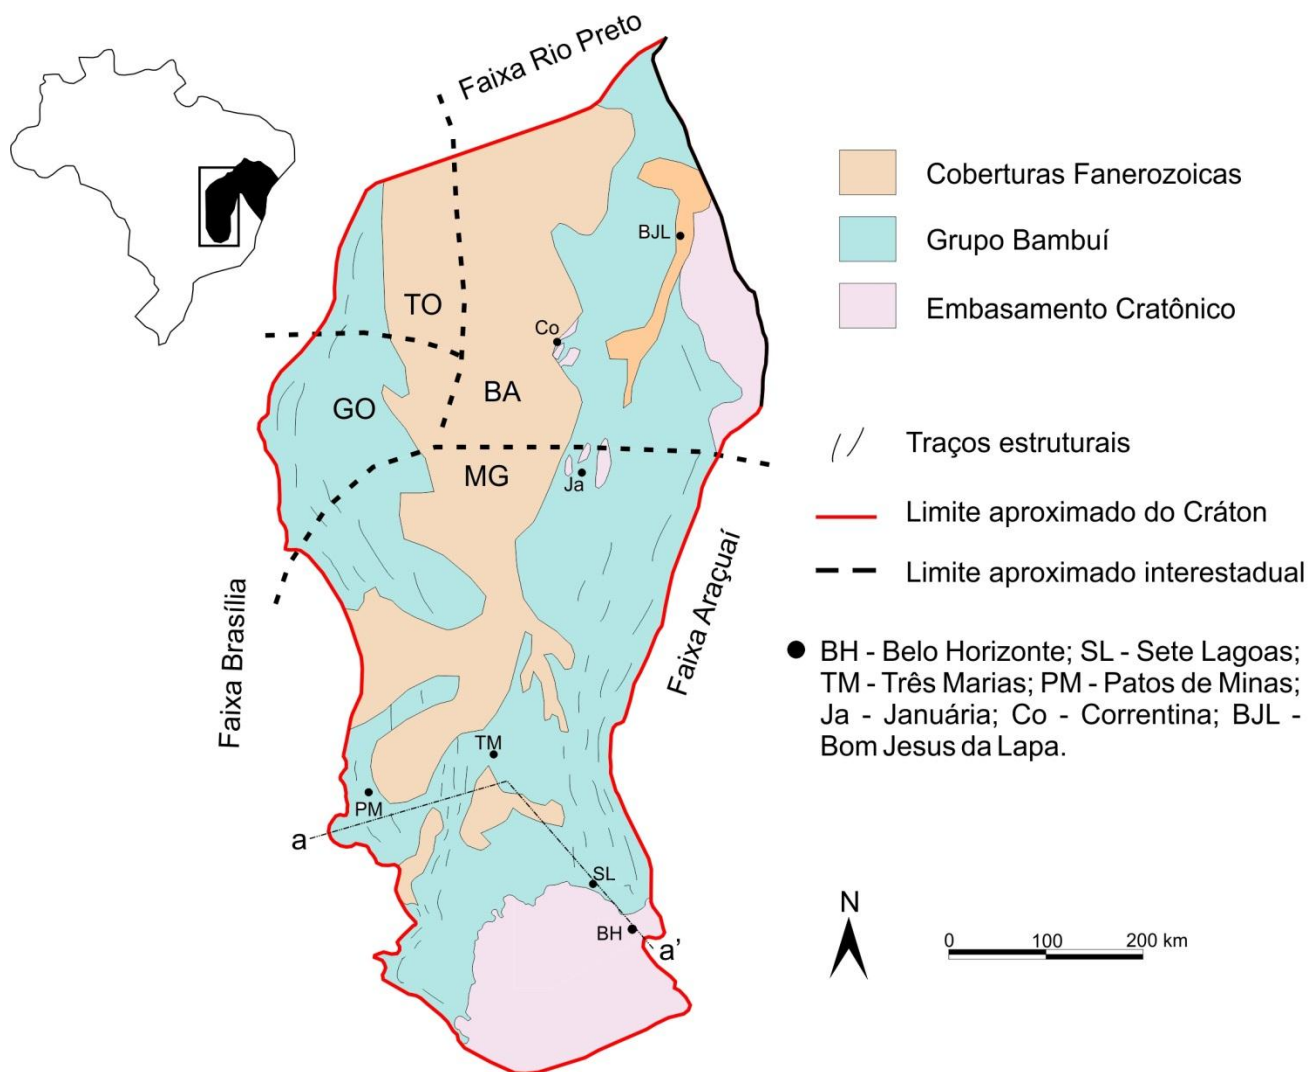 Faixa Rio Preto
Coberturas Fanerozoicas
Grupo Bambuí
Embasamento Cratônico
BJL
TO
Co
BA
GO
MG
Ja
Traços estruturais
Limite aproximado do Cráton
Limite aproximado interestadual
BH - Belo Horizonte; SL - Sete Lagoas;
TM - Três Marias; PM - Patos de Minas;
Ja - Januária; Co - Correntina; BJL -
Bom Jesus da Lapa.
Faixa Brasília
Faixa Araçuaí
TM
PM
a
SL
BH
a'
N
0 100 200 km